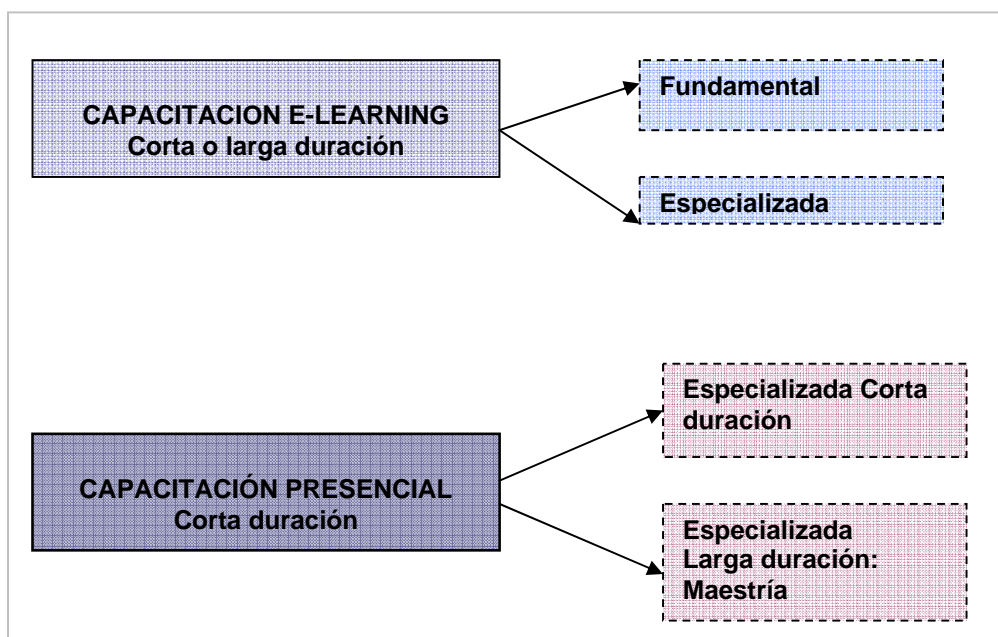 CAPACITACION E-LEARNING
Corta o larga duración
Fundamental
Especializada
CAPACITACIÓN PRESENCIAL
Corta duración
Especializada Corta
duración
Especializada
Larga duración:
Maestría